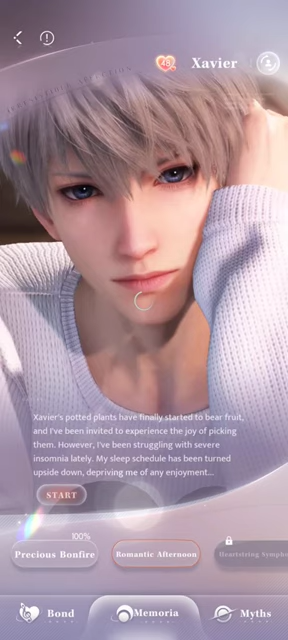 48
Xavier
Xavier's potted plants have finally started to bear fruit,
and I've been invited to experience the joy of picking
them. However, I've been struggling with severe
insomnia lately. My sleep schedule has been turned
upside down, depriving me of any enjoyment...
START
100%
Precious Bonfire
Romantic Afternoon
Heartstring Sympho
Bond
Memoria
Myths